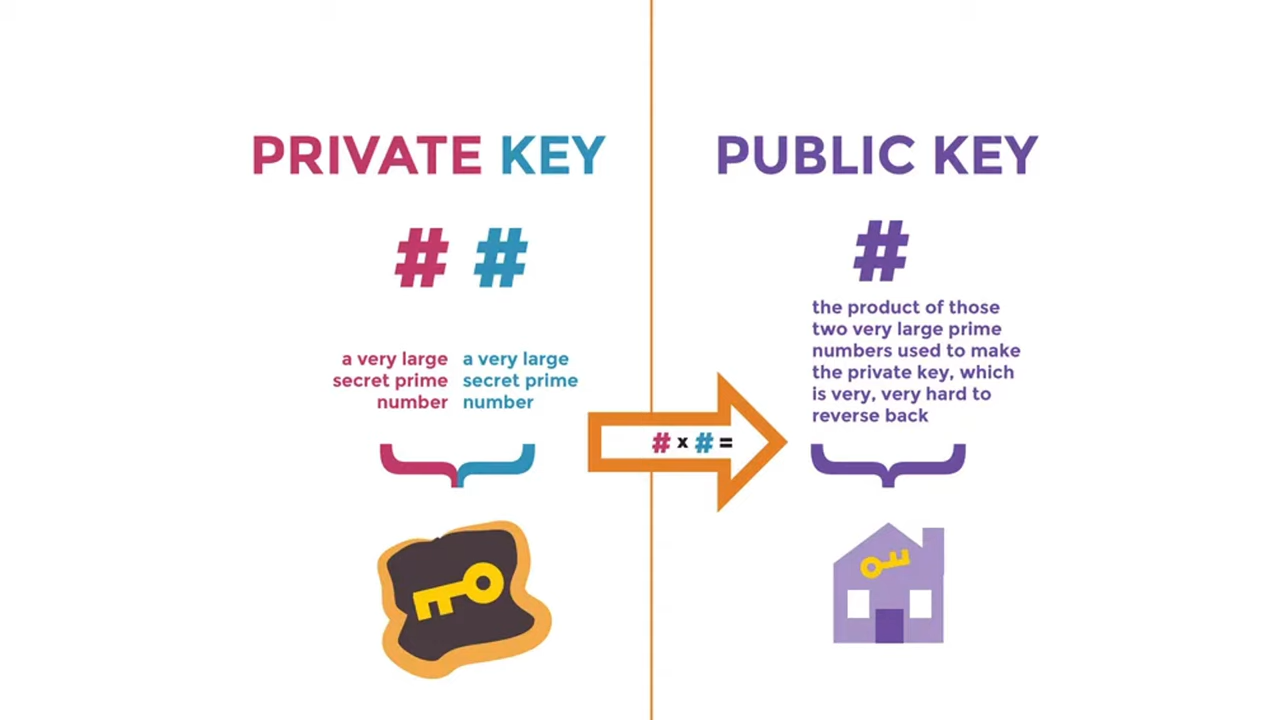 PRIVATE KEY
# #
a very large
secret prime
number
a very large
secret prime
number
# x # =
PUBLIC KEY
#
the product of those
two very large prime
numbers used to make
the private key, which
is very, very hard to
reverse back